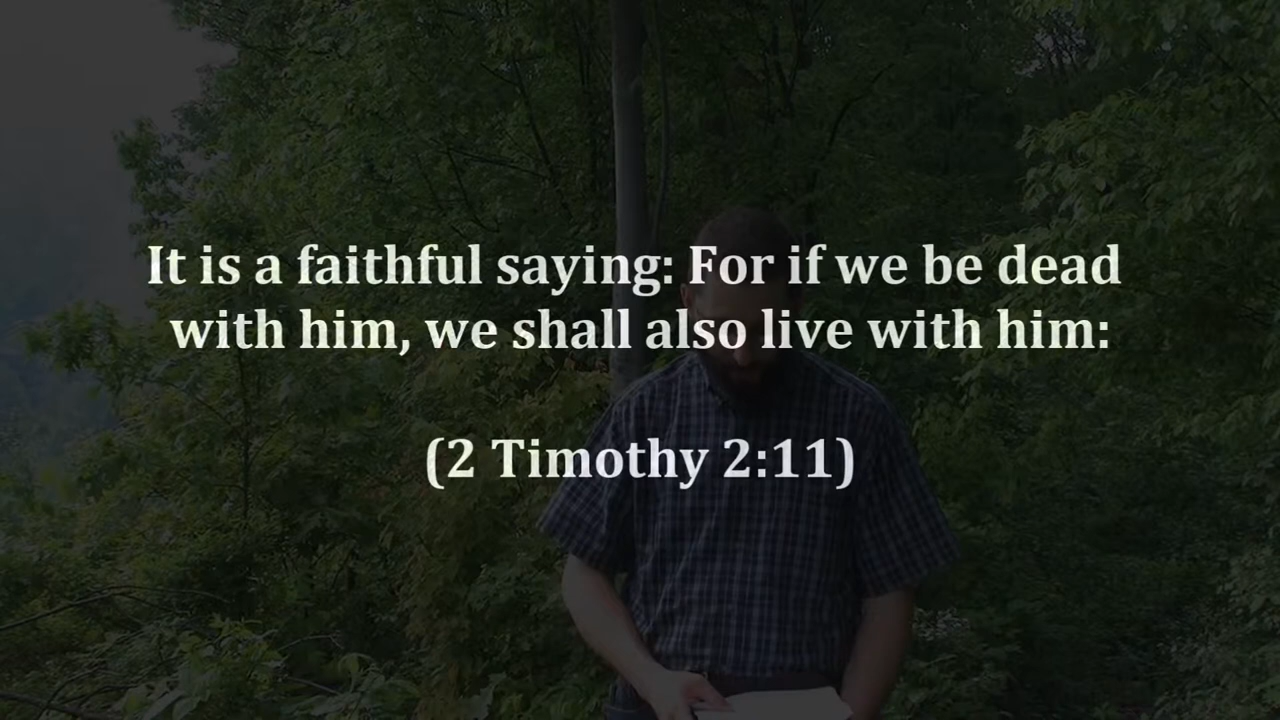 It is a faithful saying: For if we be dead
with him, we shall also live with him:
(2 Timothy 2:11)